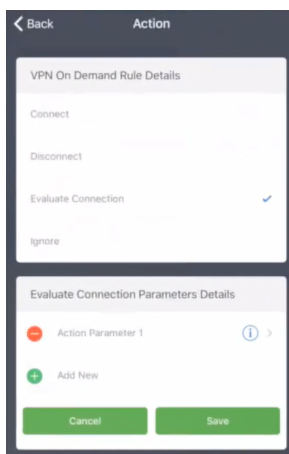 Back
Action
VPN On Demand Rule Details
Connect
Disconnect
Evaluate Connection
Ignore
Evaluate Connection Parameters Details
Action Parameter 1
Add New
Cancel
Save